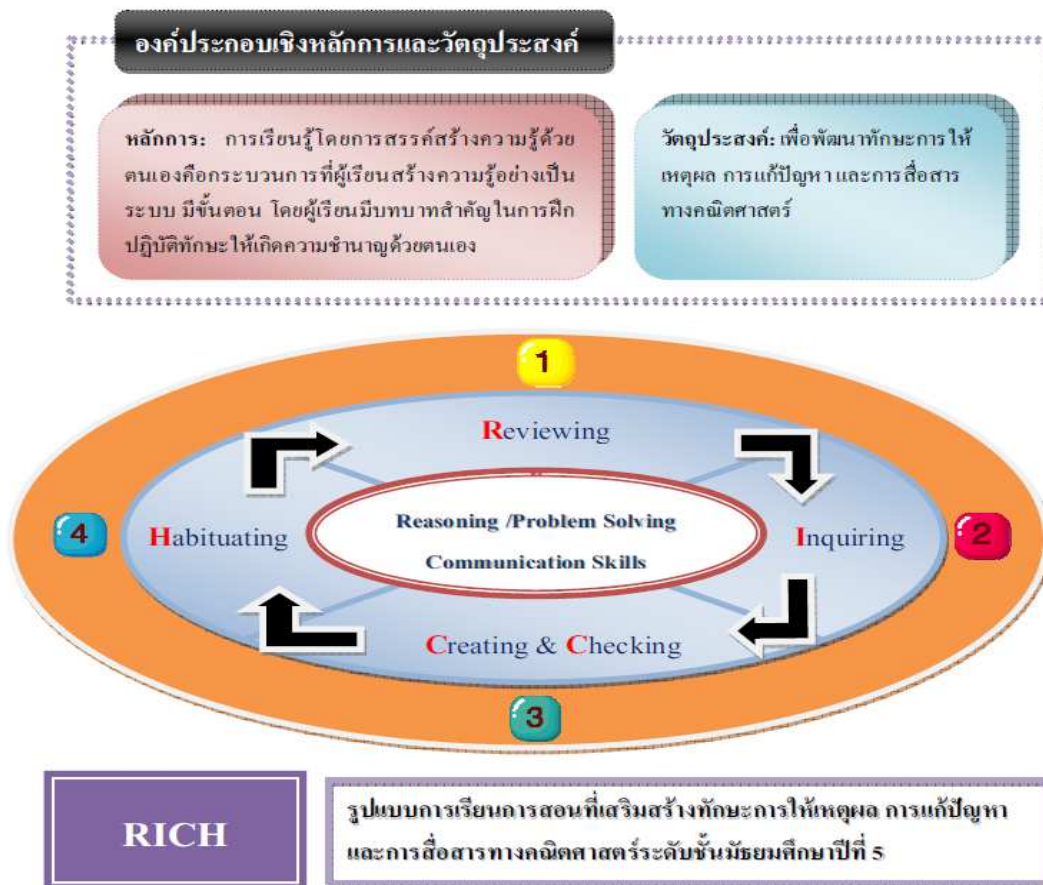 องค์ประกอบเชิงหลักการและวัตถุประสงค์
หลักการ: การเรียนรู้โดยการสรรค์สร้างความรู้ด้วย
ตนเองคือกระบวนการที่ผู้เรียนสร้างความรู้อย่างเป็น
ระบบ มีขั้นตอน โดยผู้เรียนมีบทบาทสำคัญในการฝึก
ปฏิบัติทักษะให้เกิดความชำนาญด้วยตนเอง
วัตถุประสงค์: เพื่อพัฒนาทักษะการให้
เหตุผล การแก้ปัญหา และการสื่อสาร
ทางคณิตศาสตร์
1
Reviewing
4
Habituating
Reasoning /Problem Solving
Communication Skills
Inquiring
2
Creating & Checking
3
RICH
รูปแบบการเรียนการสอนที่เสริมสร้างทักษะการให้เหตุผล การแก้ปัญหา
และการสื่อสารทางคณิตศาสตร์ระดับชั้นมัธยมศึกษาปีที่ 5